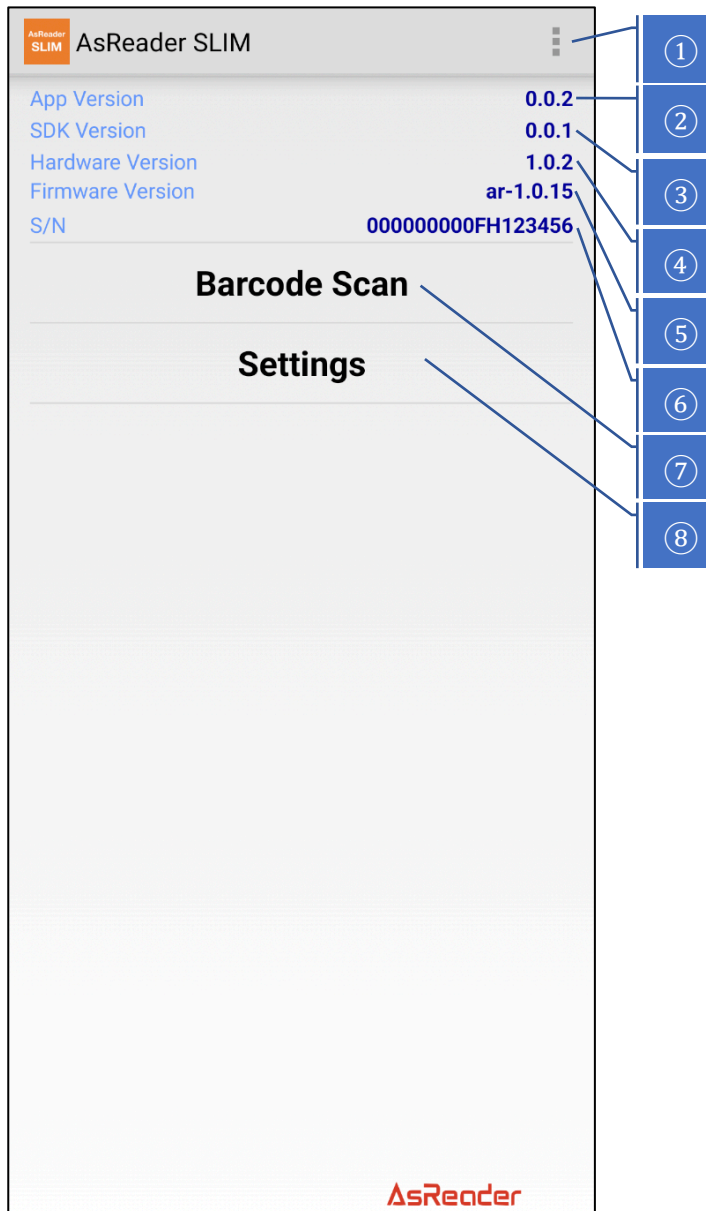 AsReader
SLIM
AsReader SLIM
①
App Version 0.0.2
②
SDK Version 0.0.1
Hardware Version 1.0.2
③
Firmware Version ar-1.0.15
S/N 000000000FH123456
④
Barcode Scan
⑤
Settings
⑥
⑦
⑧
AsReader